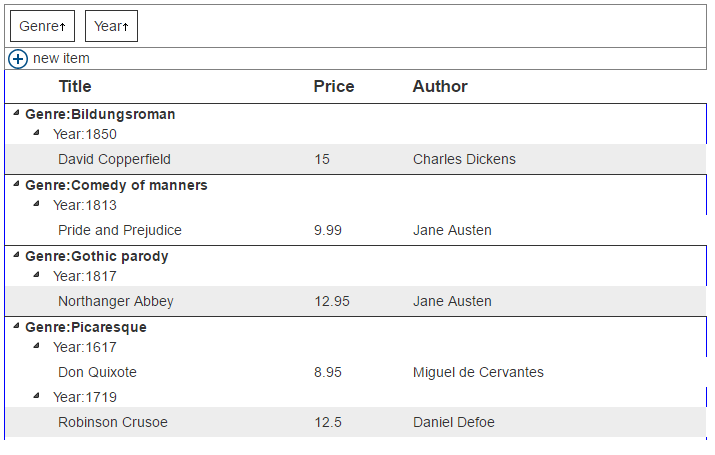 Genre↑ Year↑
new item
Title Price Author
Genre:Bildungsroman
Year:1850
David Copperfield 15 Charles Dickens
Genre:Comedy of manners
Year:1813
Pride and Prejudice 9.99 Jane Austen
Genre:Gothic parody
Year:1817
Northanger Abbey 12.95 Jane Austen
Genre:Picaresque
Year:1617
Don Quixote 8.95 Miguel de Cervantes
Year:1719
Robinson Crusoe 12.5 Daniel Defoe